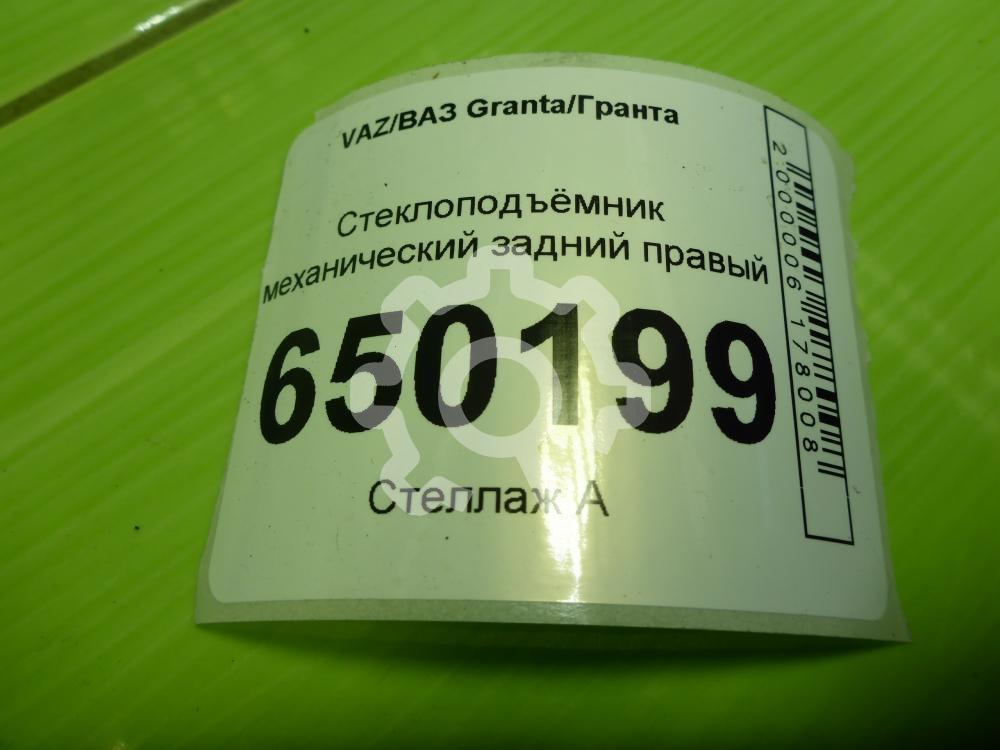 VAZ/ВАЗ Granta/Гранта
Стеклоподъёмник
механический задний правый
650199
Стеллаж А
2000006178008